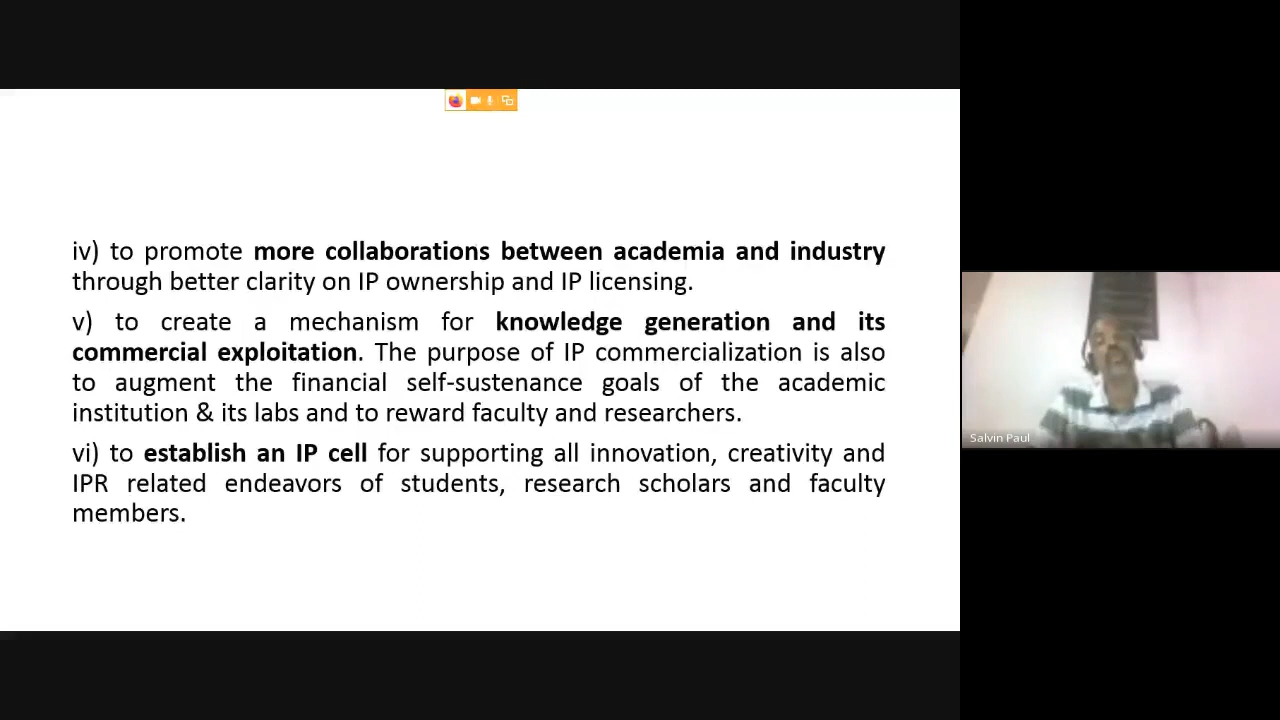 iv) to promote more collaborations between academia and industry
through better clarity on IP ownership and IP licensing.
v) to create a mechanism for knowledge generation and its
commercial exploitation. The purpose of IP commercialization is also
to augment the financial self-sustenance goals of the academic
institution & its labs and to reward faculty and researchers.
vi) to establish an IP cell for supporting all innovation, creativity and
IPR related endeavors of students, research scholars and faculty
members.
Salvin Paul